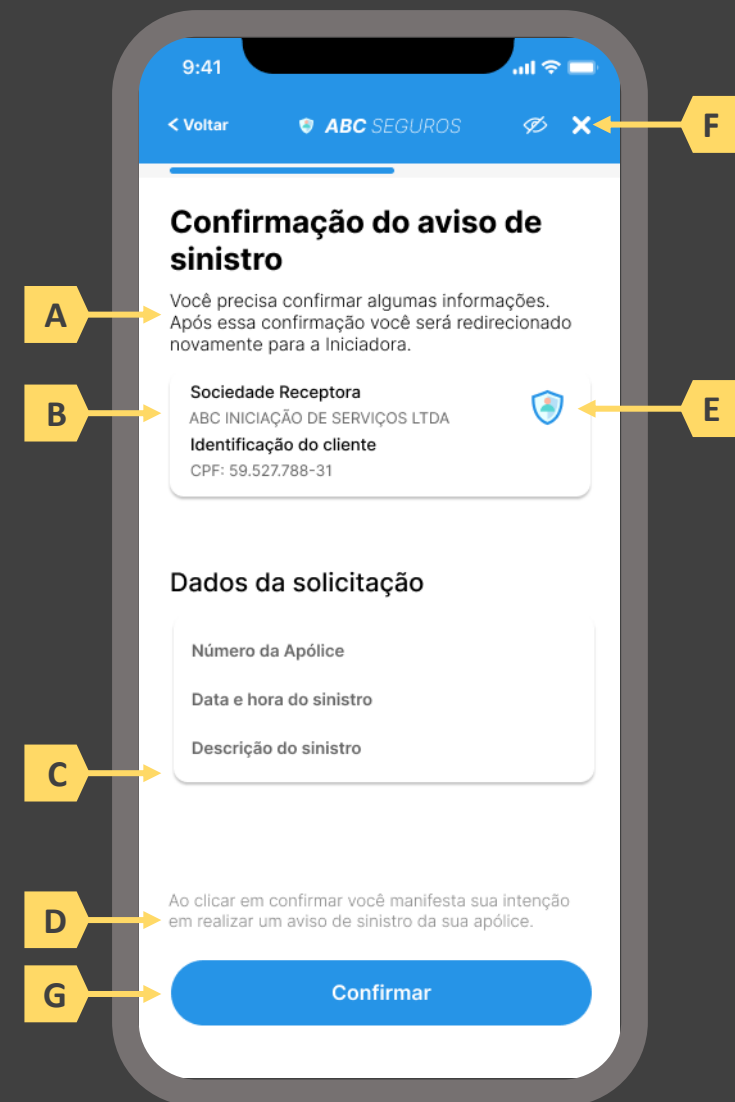 9:41
< Voltar
ABC SEGUROS
F
Confirmação do aviso de
sinistro
A
Você precisa confirmar algumas informações.
Após essa confirmação você será redirecionado
novamente para a Iniciadora.
B
Sociedade Receptora
ABC INICIAÇÃO DE SERVIÇOS LTDA
Identificação do cliente
CPF: 59.527.788-31
E
Dados da solicitação
Número da Apólice
Data e hora do sinistro
Descrição do sinistro
C
D
Ao clicar em confirmar você manifesta sua intenção
em realizar um aviso de sinistro da sua apólice.
G
Confirmar